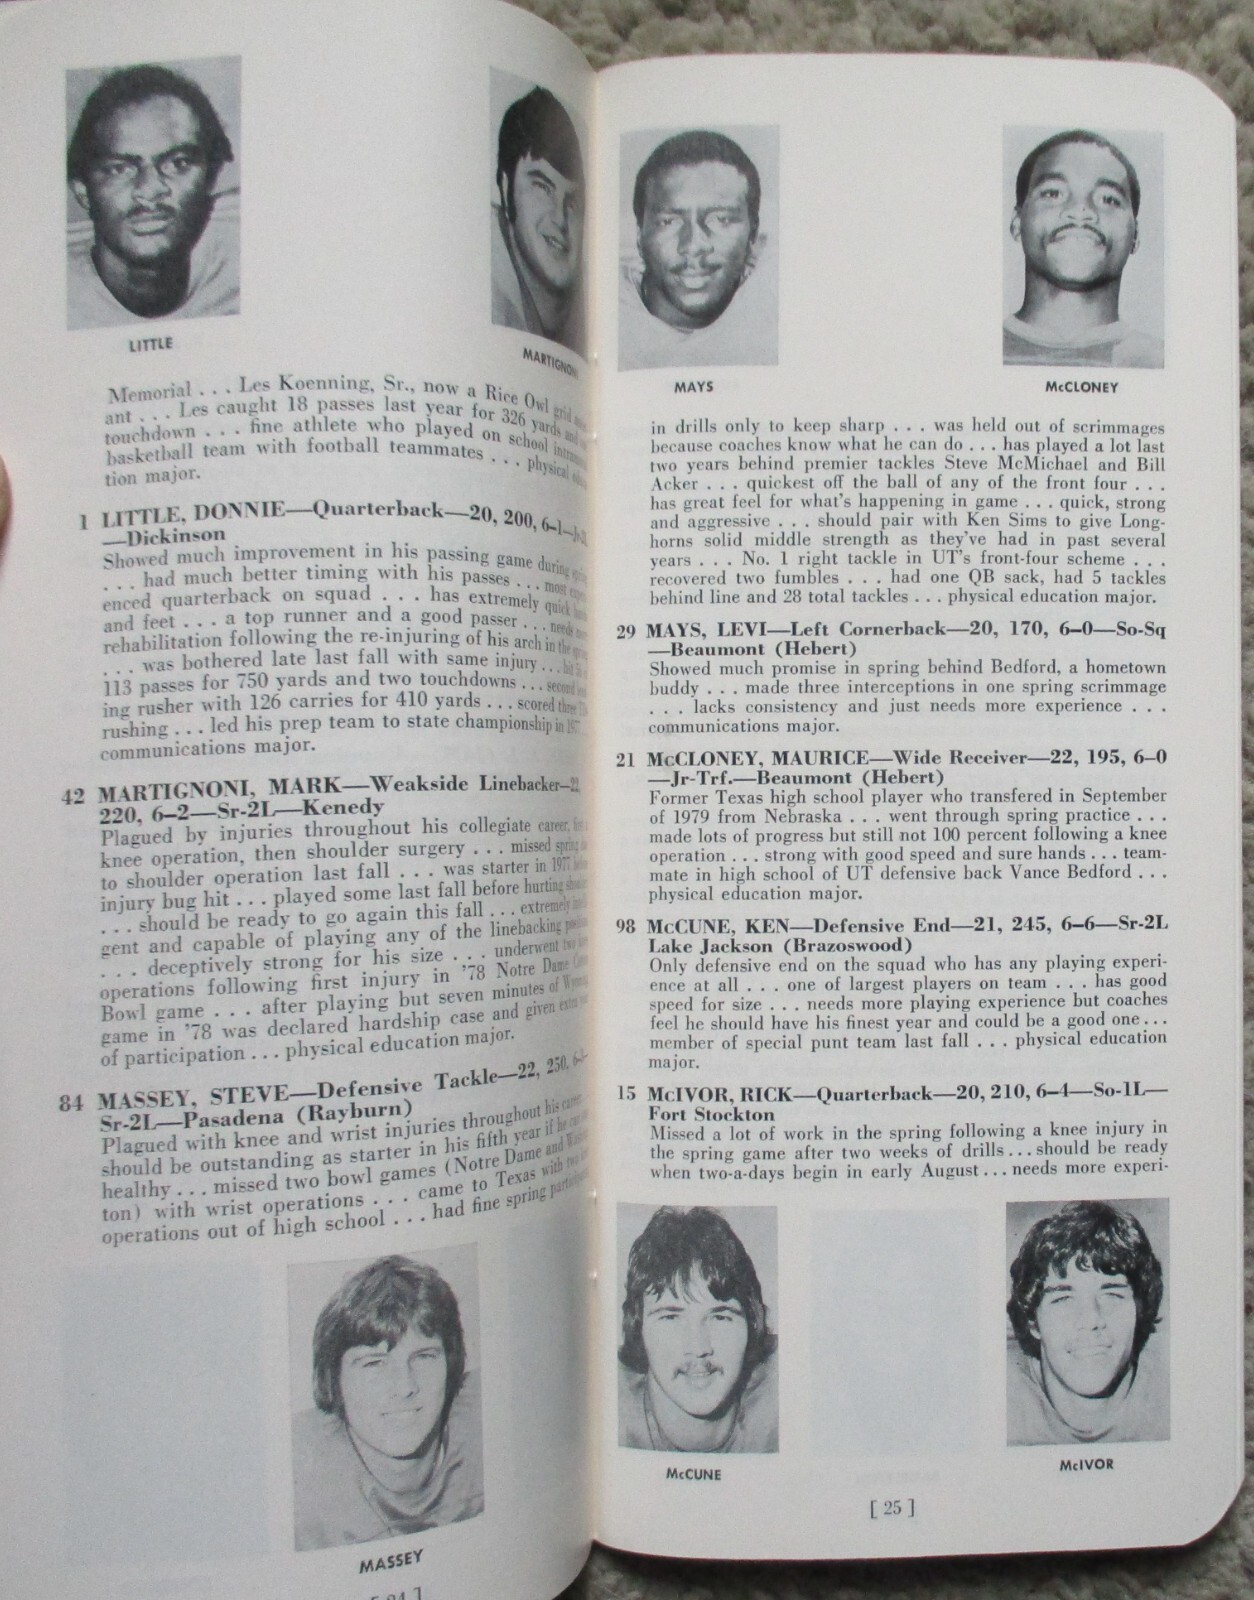 LITTLE
MARTIGNONI
Memorial . . . Les Koenning, Sr., now a Rice Owl grid
ant . . . Les caught 18 passes last year for 326 yards and
touchdown . . . fine athlete who played on school
basketball team with football teammates . . . physical
tion major.
1 LITTLE, DONNIE—Quarterback—20, 200, 6-1—
—Dickinson
Showed much improvement in his passing game during
. . . had much better timing with his passes . . . most
enced quarterback on squad . . . has extremely quick
and feet . . . a top runner and a good passer . . . needs
rehabilitation following the re-injuring of his arch in the
. . . was bothered late last fall with same injury . . . hit
113 passes for 750 yards and two touchdowns . . . second
ing rusher with 126 carries for 410 yards . . . scored three
rushing . . . led his prep team to state championship in 1977
communications major.
42 MARTIGNONI, MARK—Weakside Linebacker—22,
220, 6-2—Sr-2L—Kenedy
Plagued by injuries throughout his collegiate career,
knee operation, then shoulder surgery . . . missed spring
to shoulder operation last fall . . . was starter in 1977
injury bug hit . . . played some last fall before hurting
. . . should be ready to go again this fall . . . extremely
gent and capable of playing any of the linebacking
. . . deceptively strong for his size . . . underwent two
operations following first injury in '78 Notre Dame
Bowl game . . . after playing but seven minutes of
game in '78 was declared hardship case and given extra
of participation . . . physical education major.
84 MASSEY, STEVE—Defensive Tackle—22, 250,
Sr-2L—Pasadena (Rayburn)
Plagued with knee and wrist injuries throughout his
should be outstanding as starter in his fifth year if he
healthy . . . missed two bowl games (Notre Dame and
ton) with wrist operations . . . came to Texas with
operations out of high school . . . had fine spring
MASSEY
MAYS
McCLONEY
in drills only to keep sharp . . . was held out of scrimmages
because coaches know what he can do . . . has played a lot last
two years behind premier tackles Steve McMichael and Bill
Acker . . . quickest off the ball of any of the front four . . .
has great feel for what's happening in game . . . quick, strong
and aggressive . . . should pair with Ken Sims to give Long-
horns solid middle strength as they've had in past several
years . . . No. 1 right tackle in UT's front-four scheme . . .
recovered two fumbles . . . had one QB sack, had 5 tackles
behind line and 28 total tackles . . . physical education major.
29 MAYS, LEVI—Left Cornerback—20, 170, 6-0—So-Sq
—Beaumont (Hebert)
Showed much promise in spring behind Bedford, a hometown
buddy . . . made three interceptions in one spring scrimmage
. . . lacks consistency and just needs more experience . . .
communications major.
21 McCLONEY, MAURICE—Wide Receiver—22, 195, 6-0
—Jr-Trf.—Beaumont (Hebert)
Former Texas high school player who transfered in September
of 1979 from Nebraska . . . went through spring practice . . .
made lots of progress but still not 100 percent following a knee
operation . . . strong with good speed and sure hands . . . team-
mate in high school of UT defensive back Vance Bedford . . .
physical education major.
98 McCUNE, KEN—Defensive End—21, 245, 6-6—Sr-2L
Lake Jackson (Brazoswood)
Only defensive end on the squad who has any playing experi-
ence at all . . . one of largest players on team . . . has good
speed for size . . . needs more playing experience but coaches
feel he should have his finest year and could be a good one . . .
member of special punt team last fall . . . physical education
major.
15 McIVOR, RICK—Quarterback—20, 210, 6-4—So-1L—
Fort Stockton
Missed a lot of work in the spring following a knee injury in
the spring game after two weeks of drills . . . should be ready
when two-a-days begin in early August . . . needs more experi-
McCUNE
McIVOR
[ 25 ]